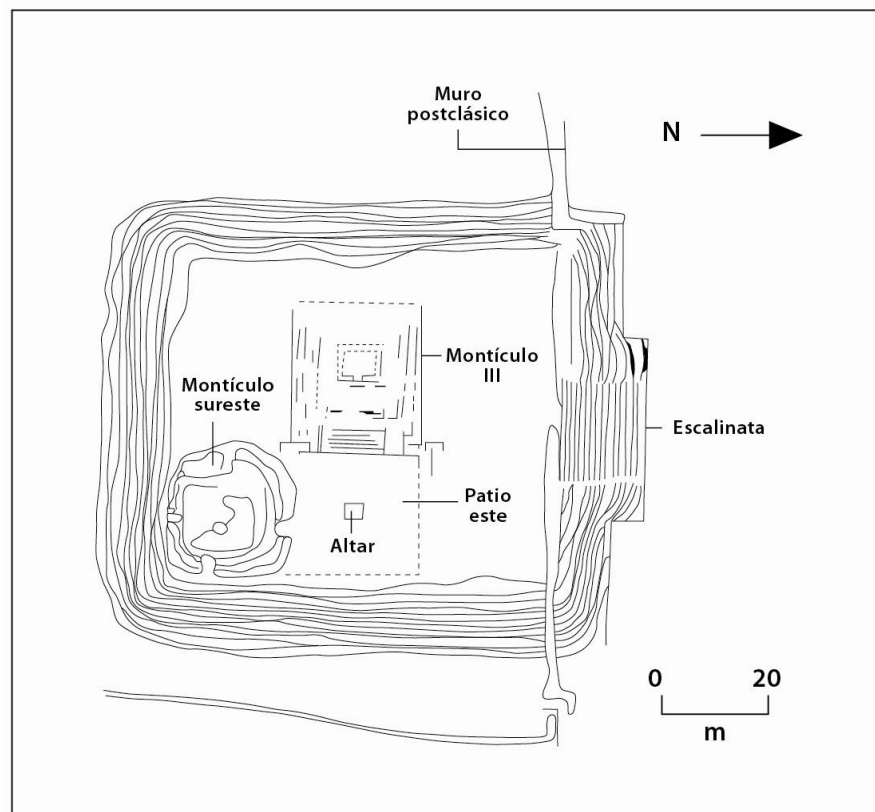 Muro
postclásico
N
Montículo
III
Montículo
sureste
Escalinata
Patio
este
Altar
0 20
m